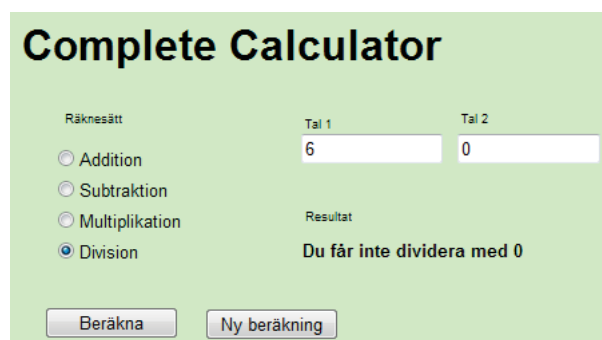 Complete Calculator
Räknesätt
Addition
Subtraktion
Multiplikation
Division
Tal 1
6
Tal 2
0
Resultat
Du får inte dividera med 0
Beräkna
Ny beräkning